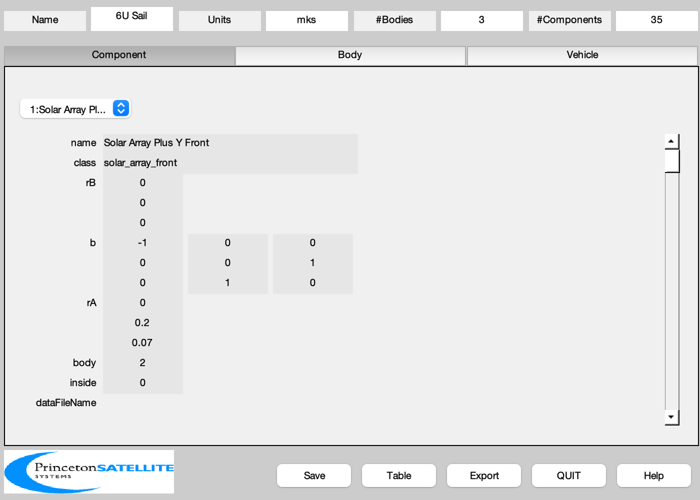 Name 6U Sail Units mks #Bodies 3 #Components 35
Component Body Vehicle
1:Solar Array Pl...
name Solar Array Plus Y Front
class solar_array_front
rB 0
0
0
b -1 0 0
0 0 1
0 1 0
rA 0
0.2
0.07
body 2
inside 0
dataFileName
PrincetonSATELLITE
SYSTEMS
Save Table Export QUIT Help